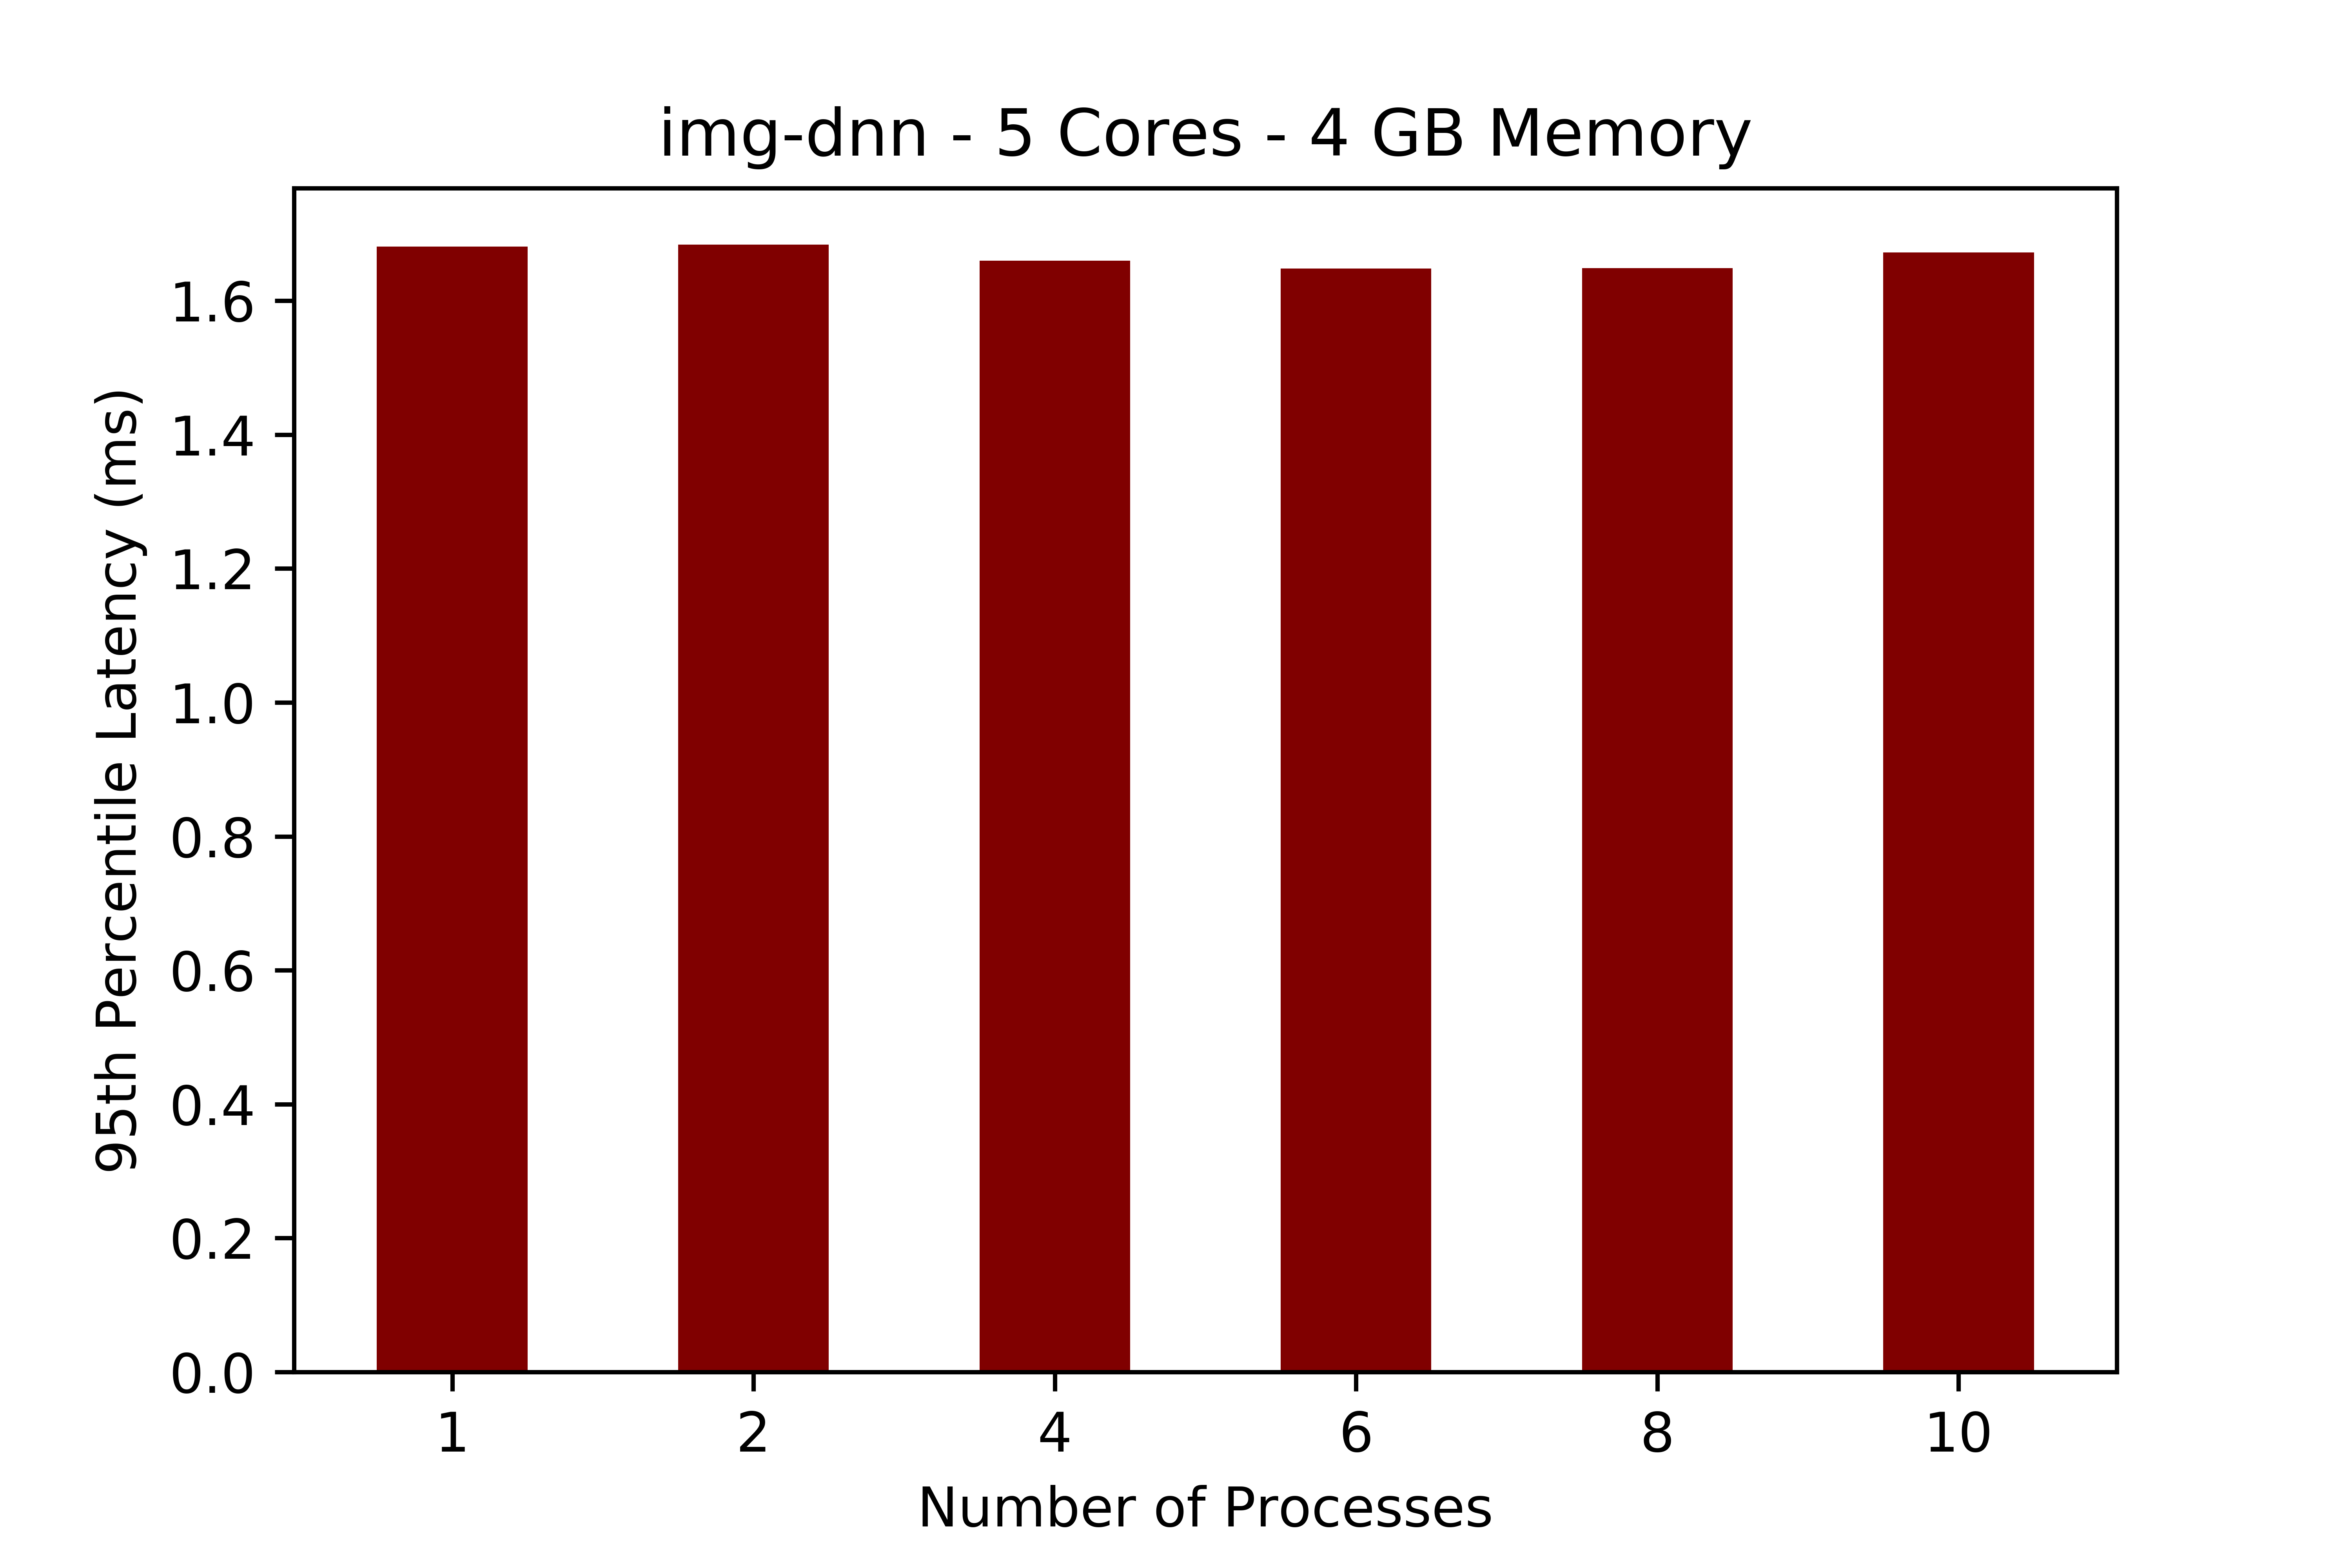 img-dnn - 5 Cores - 4 GB Memory
95th Percentile Latency (ms)
1.6
1.4
1.2
1.0
0.8
0.6
0.4
0.2
0.0
1 2 4 6 8 10
Number of Processes